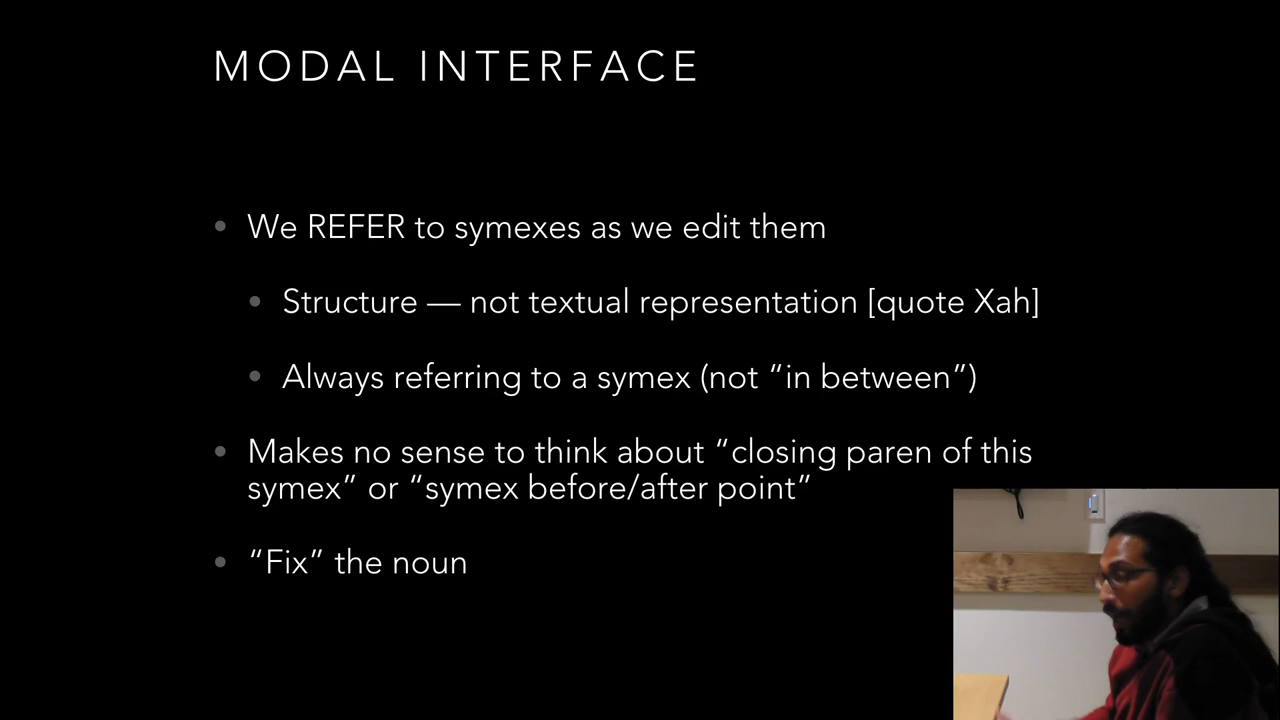 MODAL INTERFACE
• We REFER to symexes as we edit them
• Structure — not textual representation [quote Xah]
• Always referring to a symex (not “in between”)
• Makes no sense to think about “closing paren of this
symex” or “symex before/after point”
• “Fix” the noun